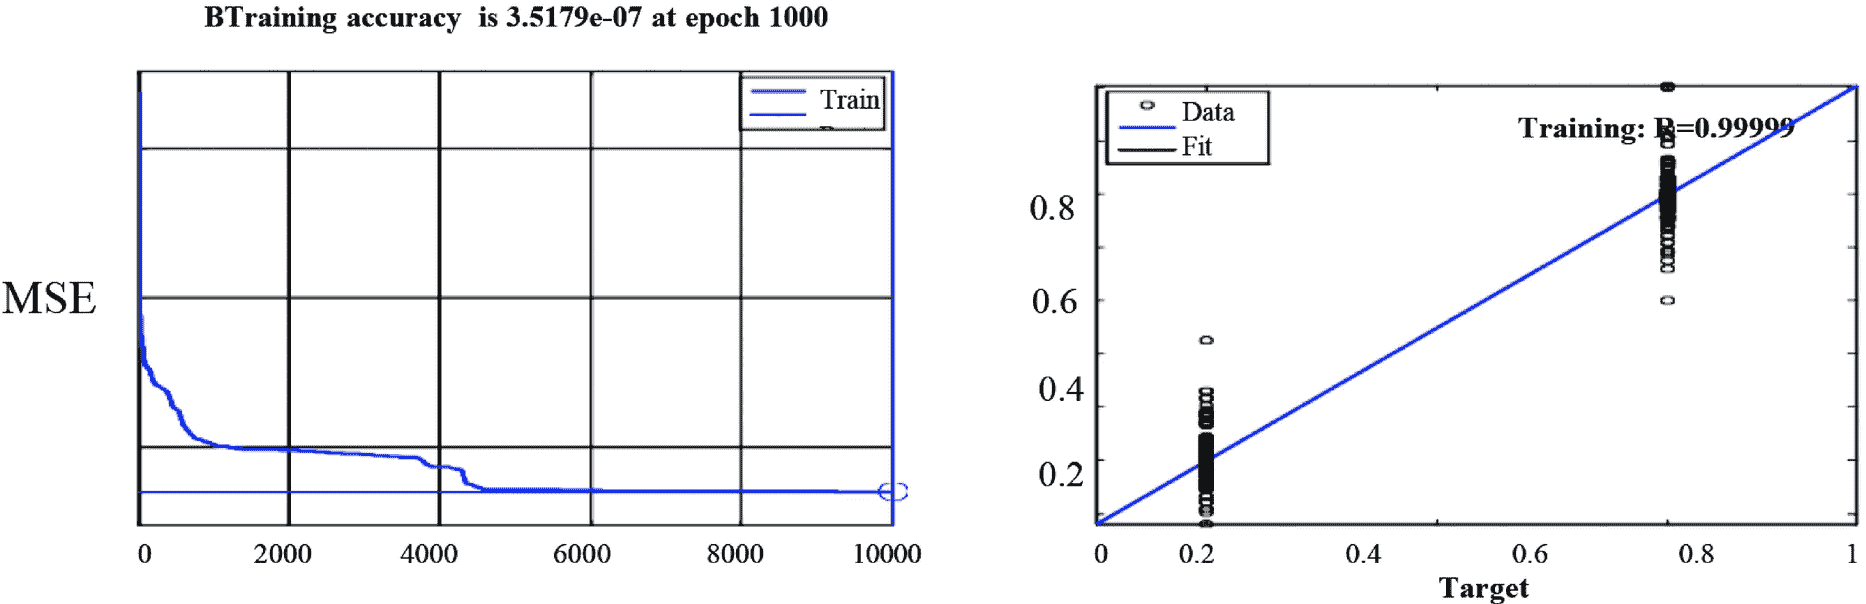 BTraining accuracy is 3.5179e-07 at epoch 1000
Train
MSE
0 2000 4000 6000 8000 10000
Data
Fit
Training: R=0.99999
0.8
0.6
0.4
0.2
0 0.2 0.4 0.6 0.8 1
Target